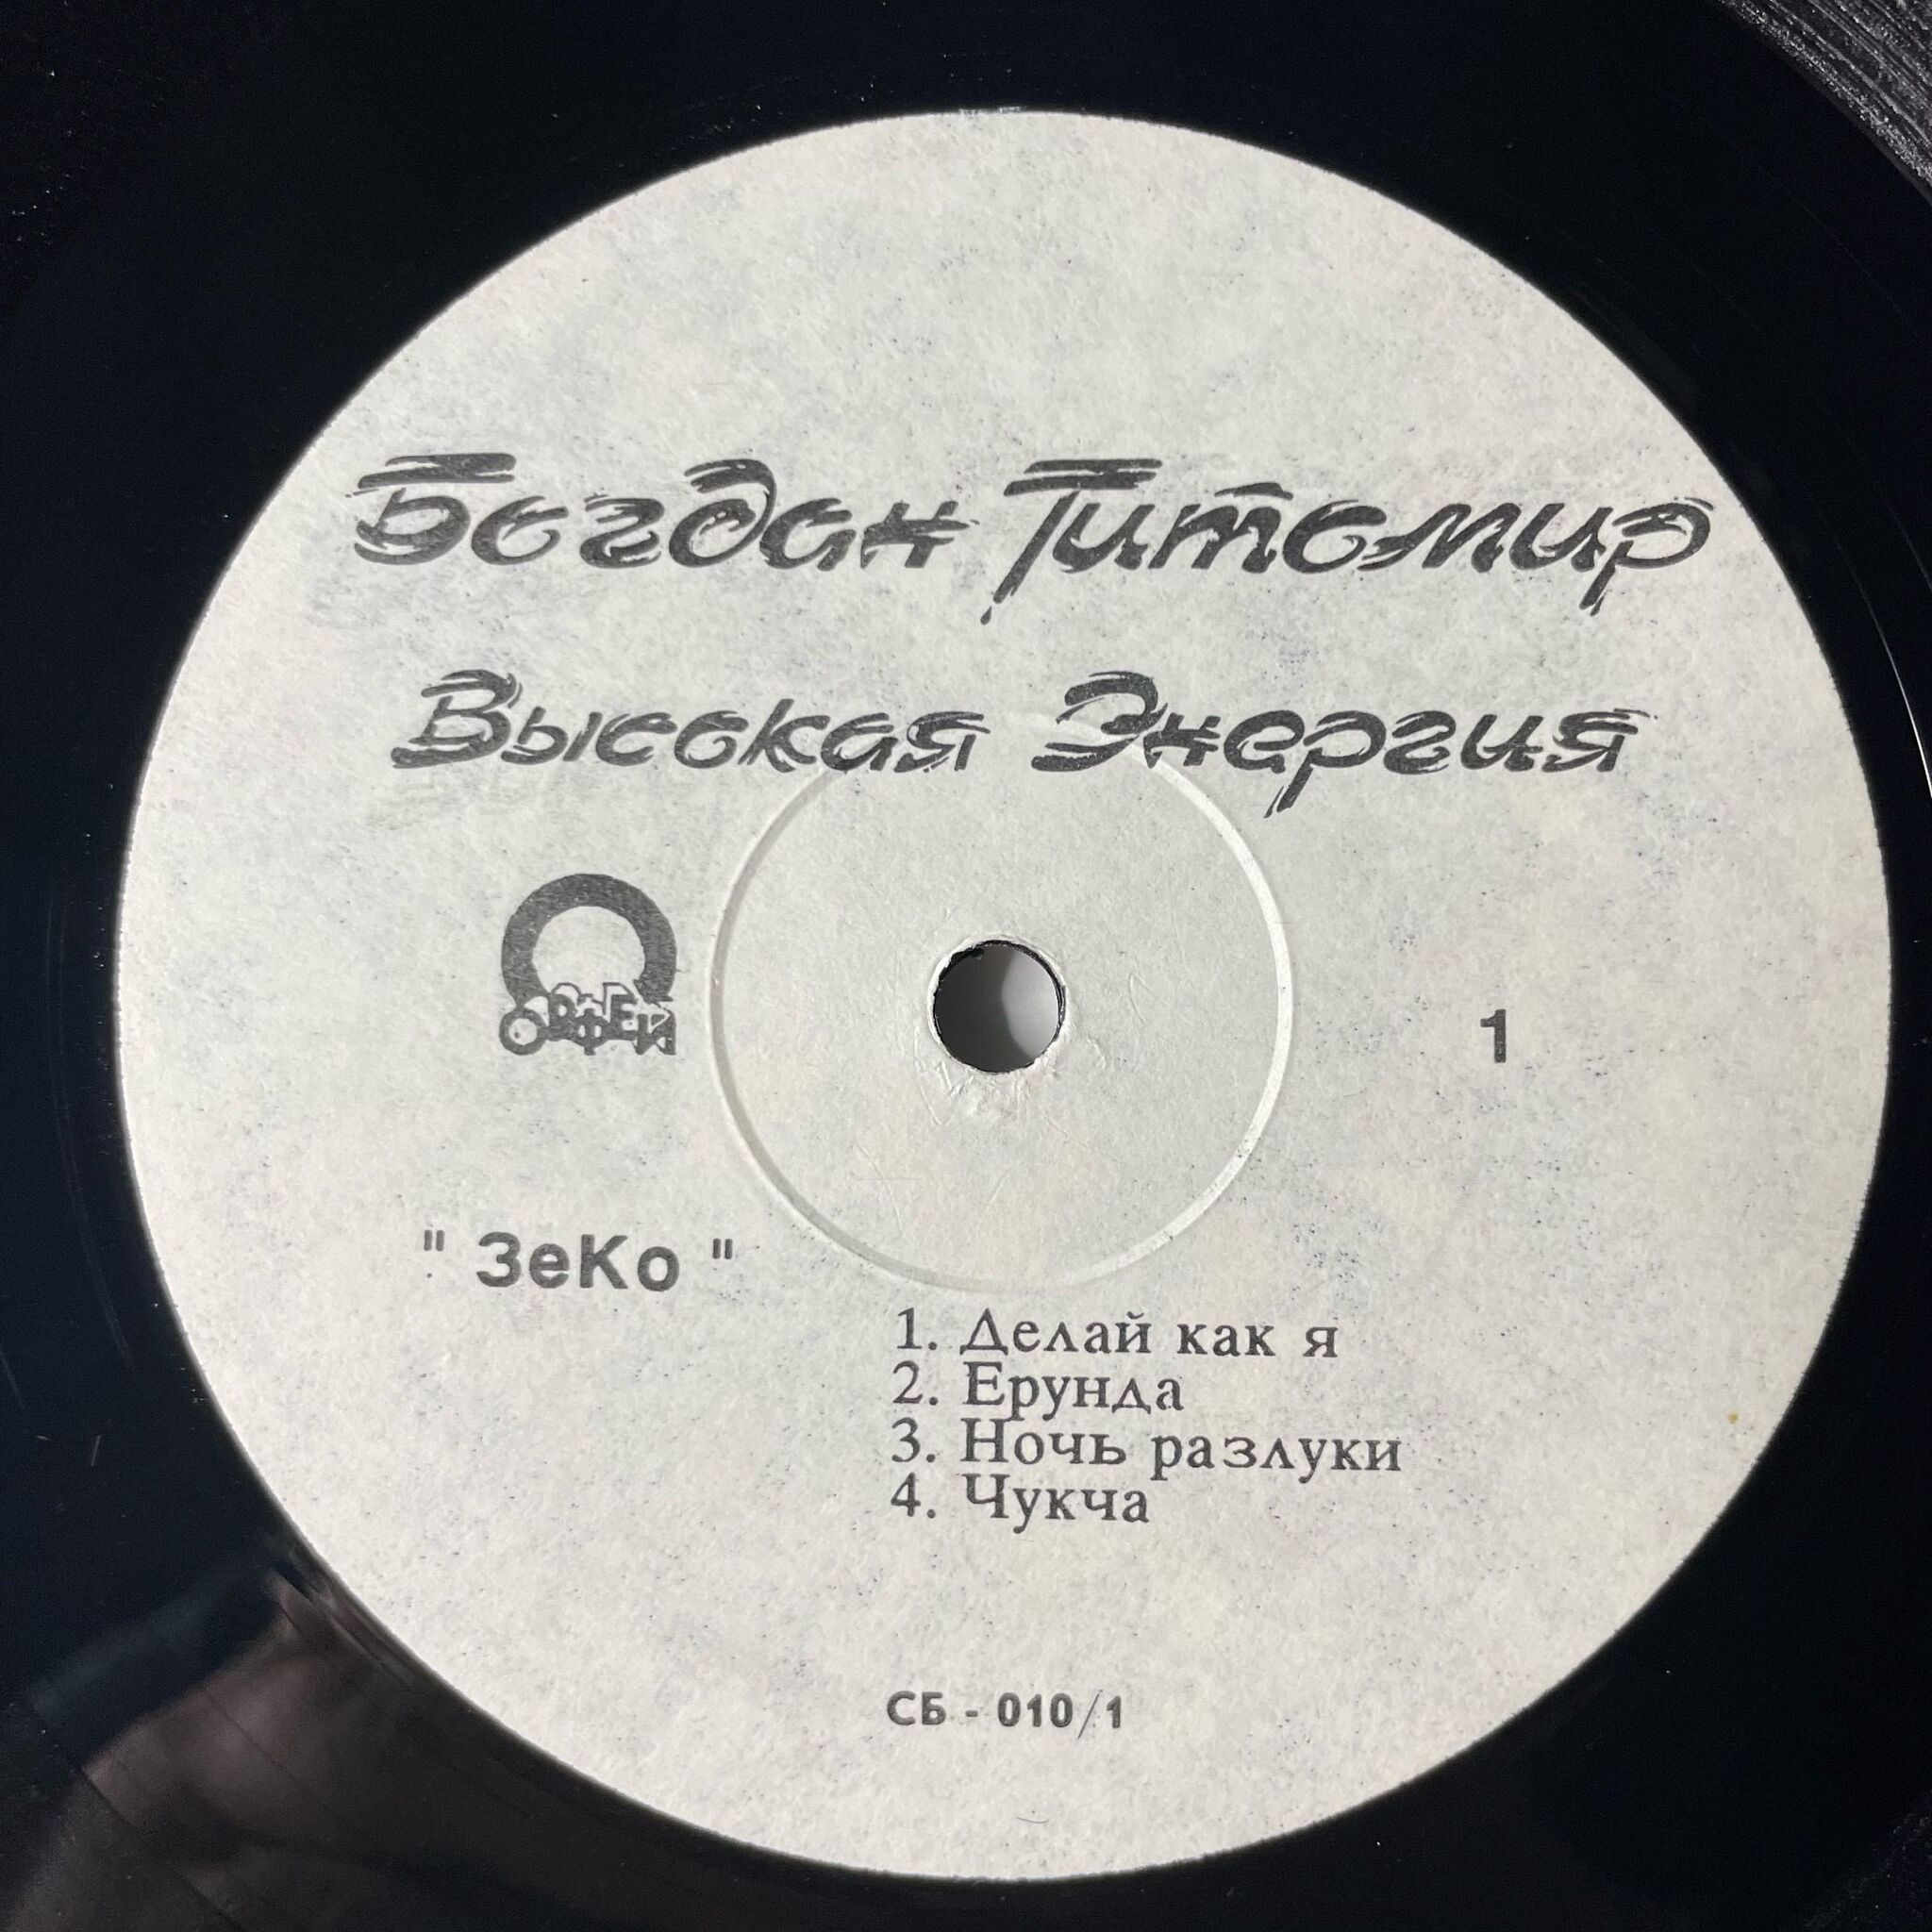 Богдан Титомир
Высокая Энергия
ОРФЕЙ
1
" ЗеКо "
1. Делай как я
2. Ерунда
3. Ночь разлуки
4. Чукча
СБ - 010/1